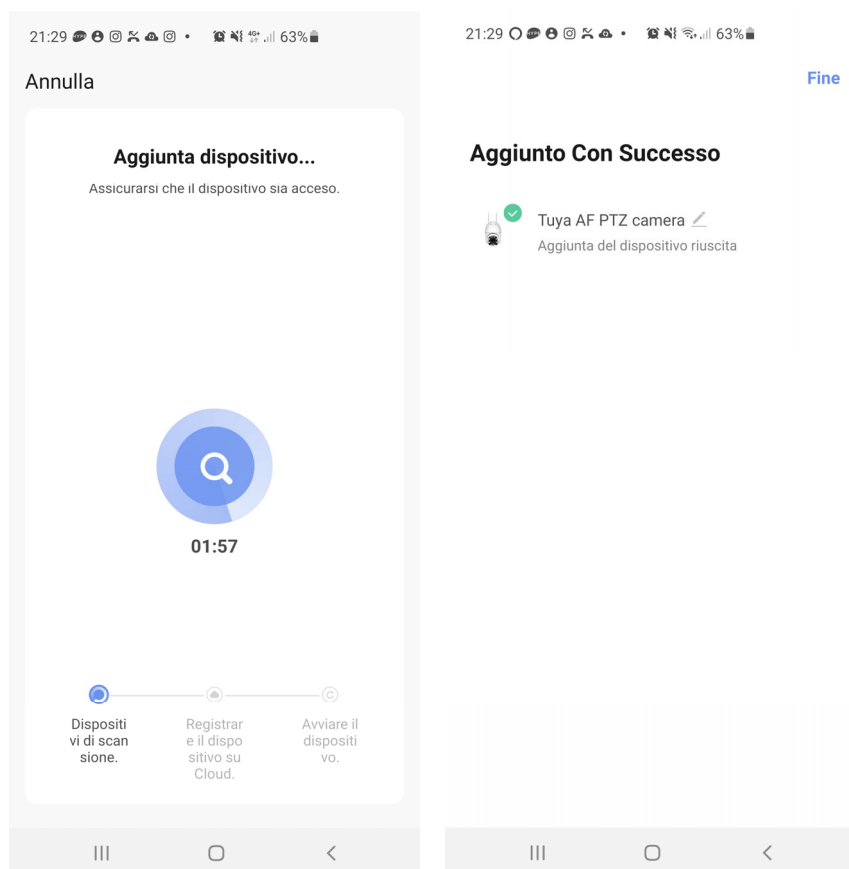 21:29
4G+
63%
Annulla
Aggiunta dispositivo...
Assicurarsi che il dispositivo sia acceso.
01:57
Dispositi
vi di scan
sione.
Registrar
e il dispo
sitivo su
Cloud.
Avviare il
dispositi
vo.
21:29
63%
Fine
Aggiunto Con Successo
Tuya AF PTZ camera
Aggiunta del dispositivo riuscita